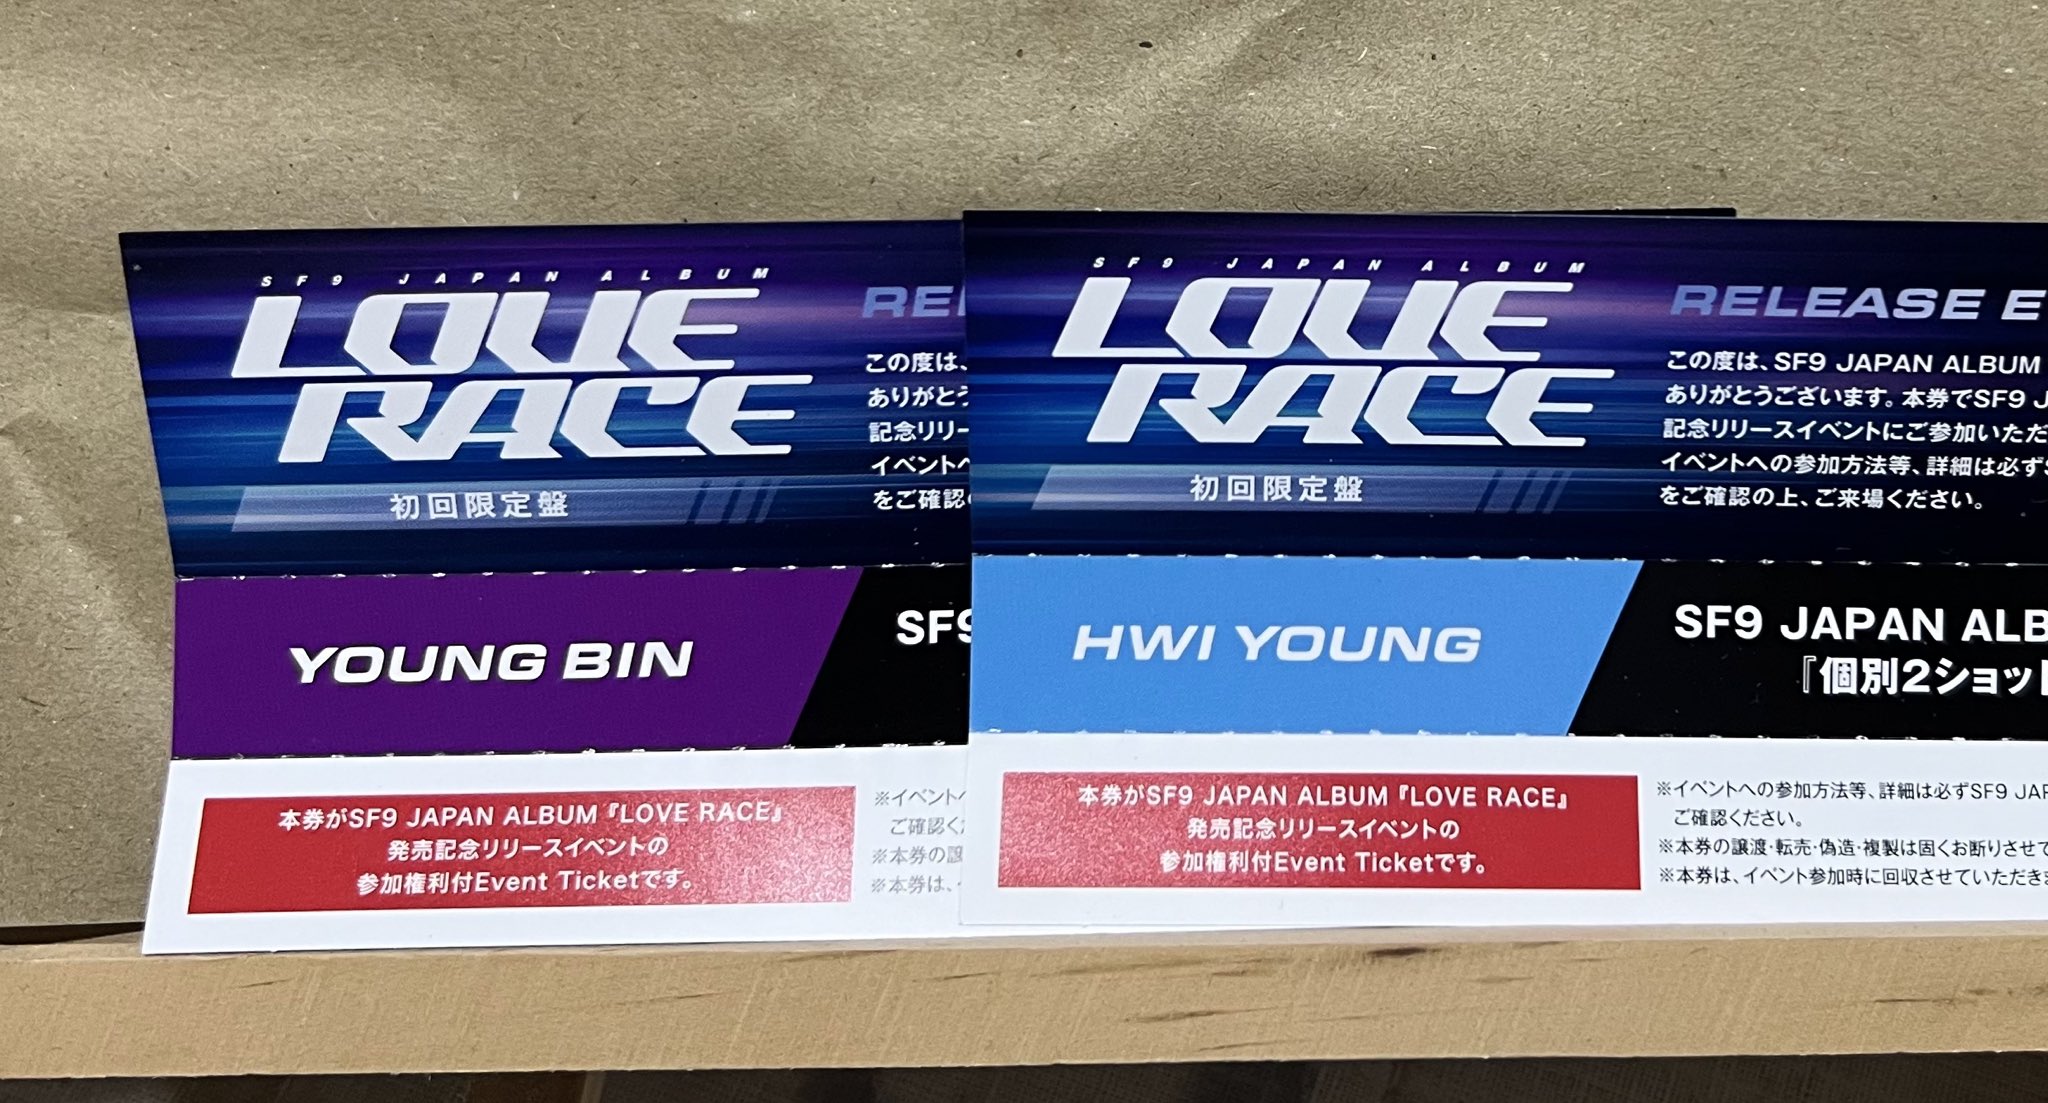 SF9 JAPAN ALBUM
LOVE
RACE
初回限定盤
この度は、
ありがとう
記念リリー
イベントへ
をご確認
YOUNG BIN
SF9
本券がSF9 JAPAN ALBUM『LOVE RACE』
発売記念リリースイベントの
参加権利付Event Ticketです。
※イベントへ
ご確認くだ
※本券の譲
※本券は、
SF9 JAPAN ALBUM
LOVE
RACE
初回限定盤
RELEASE E
この度は、SF9 JAPAN ALBUM
ありがとうございます。本券でSF9 J
記念リリースイベントにご参加いただ
イベントへの参加方法等、詳細は必ずS
をご確認の上、ご来場ください。
HWI YOUNG
SF9 JAPAN ALB
『個別2ショット
本券がSF9 JAPAN ALBUM『LOVE RACE』
発売記念リリースイベントの
参加権利付Event Ticketです。
※イベントへの参加方法等、詳細は必ずSF9 JAP
ご確認ください。
※本券の譲渡・転売・偽造・複製は固くお断りさせて
※本券は、イベント参加時に回収させていただきま